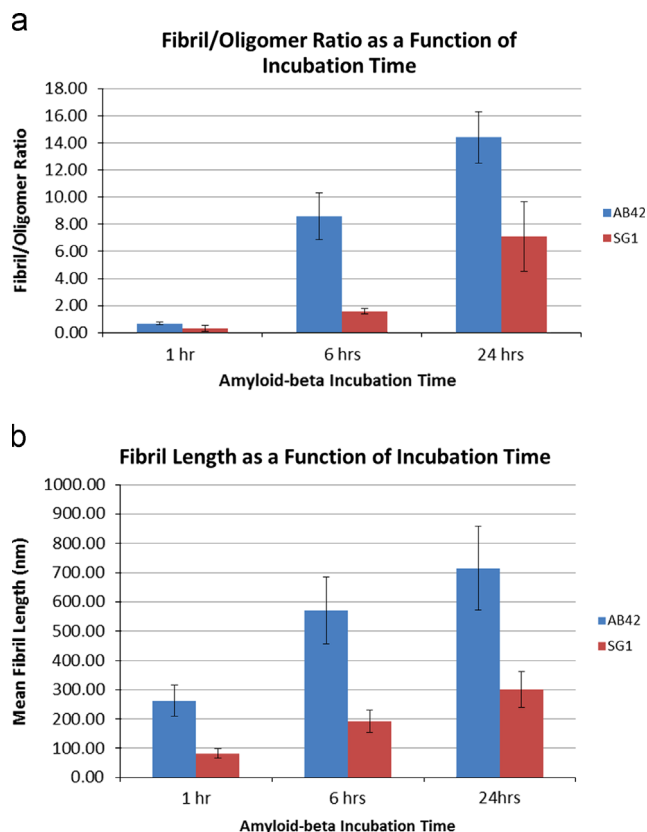 a
Fibril/Oligomer Ratio as a Function of
Incubation Time
Fibril/Oligomer Ratio
18.00
16.00
14.00
12.00
10.00
8.00
6.00
4.00
2.00
0.00
AB42
SG1
1 hr
6 hrs
24 hrs
Amyloid-beta Incubation Time
b
Fibril Length as a Function of Incubation Time
Mean Fibril Length (nm)
1000.00
900.00
800.00
700.00
600.00
500.00
400.00
300.00
200.00
100.00
0.00
AB42
SG1
1 hr
6 hrs
24hrs
Amyloid-beta Incubation Time